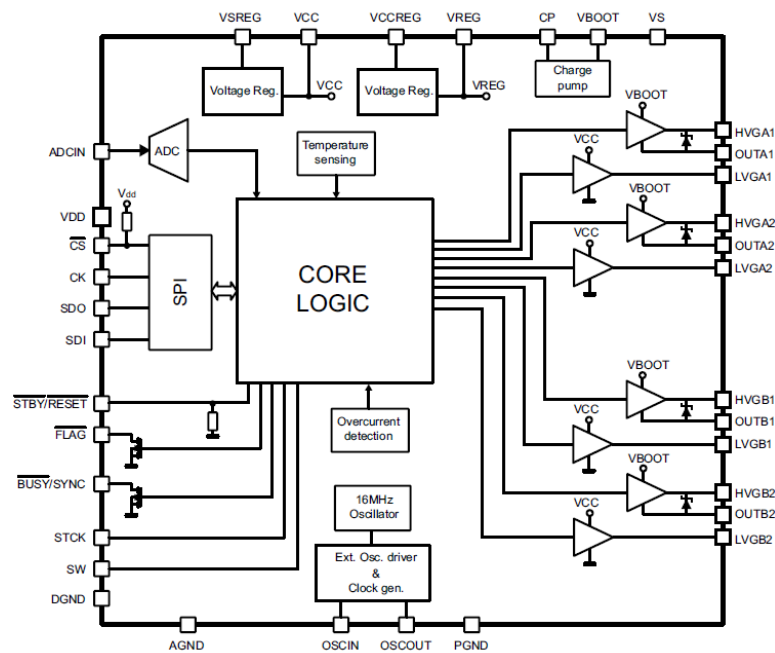 VSREG VCC VCCREG VREG CP VBOOT VS
Voltage Reg.
VCC
Voltage Reg.
VREG
Charge
pump
VBOOT
HVGA1
OUTA1
VCC
LVGA1
VBOOT
HVGA2
OUTA2
VCC
LVGA2
ADCIN
ADC
Temperature
sensing
Vdd
VDD
CS
CK
SDO
SDI
SPI
CORE
LOGIC
STBY/RESET
FLAG
BUSY/SYNC
STCK
SW
DGND
Overcurrent
detection
16MHz
Oscillator
Ext. Osc. driver
&
Clock gen.
VBOOT
HVGB1
OUTB1
VCC
LVGB1
VBOOT
HVGB2
OUTB2
VCC
LVGB2
AGND OSCIN OSCOUT PGND